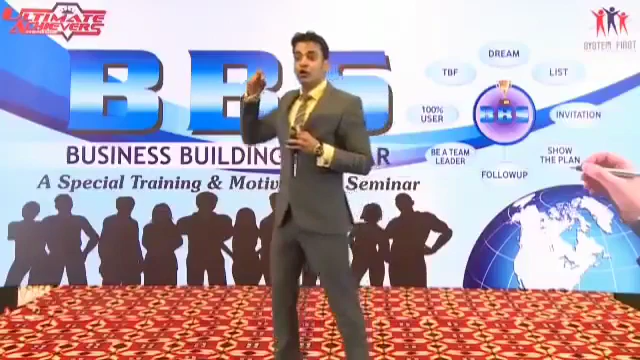 ULTIMATE
ACHIEVERS
SYSTEM FIRST
BBS
BUSINESS BUILDING
A Special Training & Motiv Seminar
DREAM
TBF
LIST
100%
USER
BBS
INVITATION
BE A TEAM
LEADER
SHOW
THE PLAN
FOLLOWUP